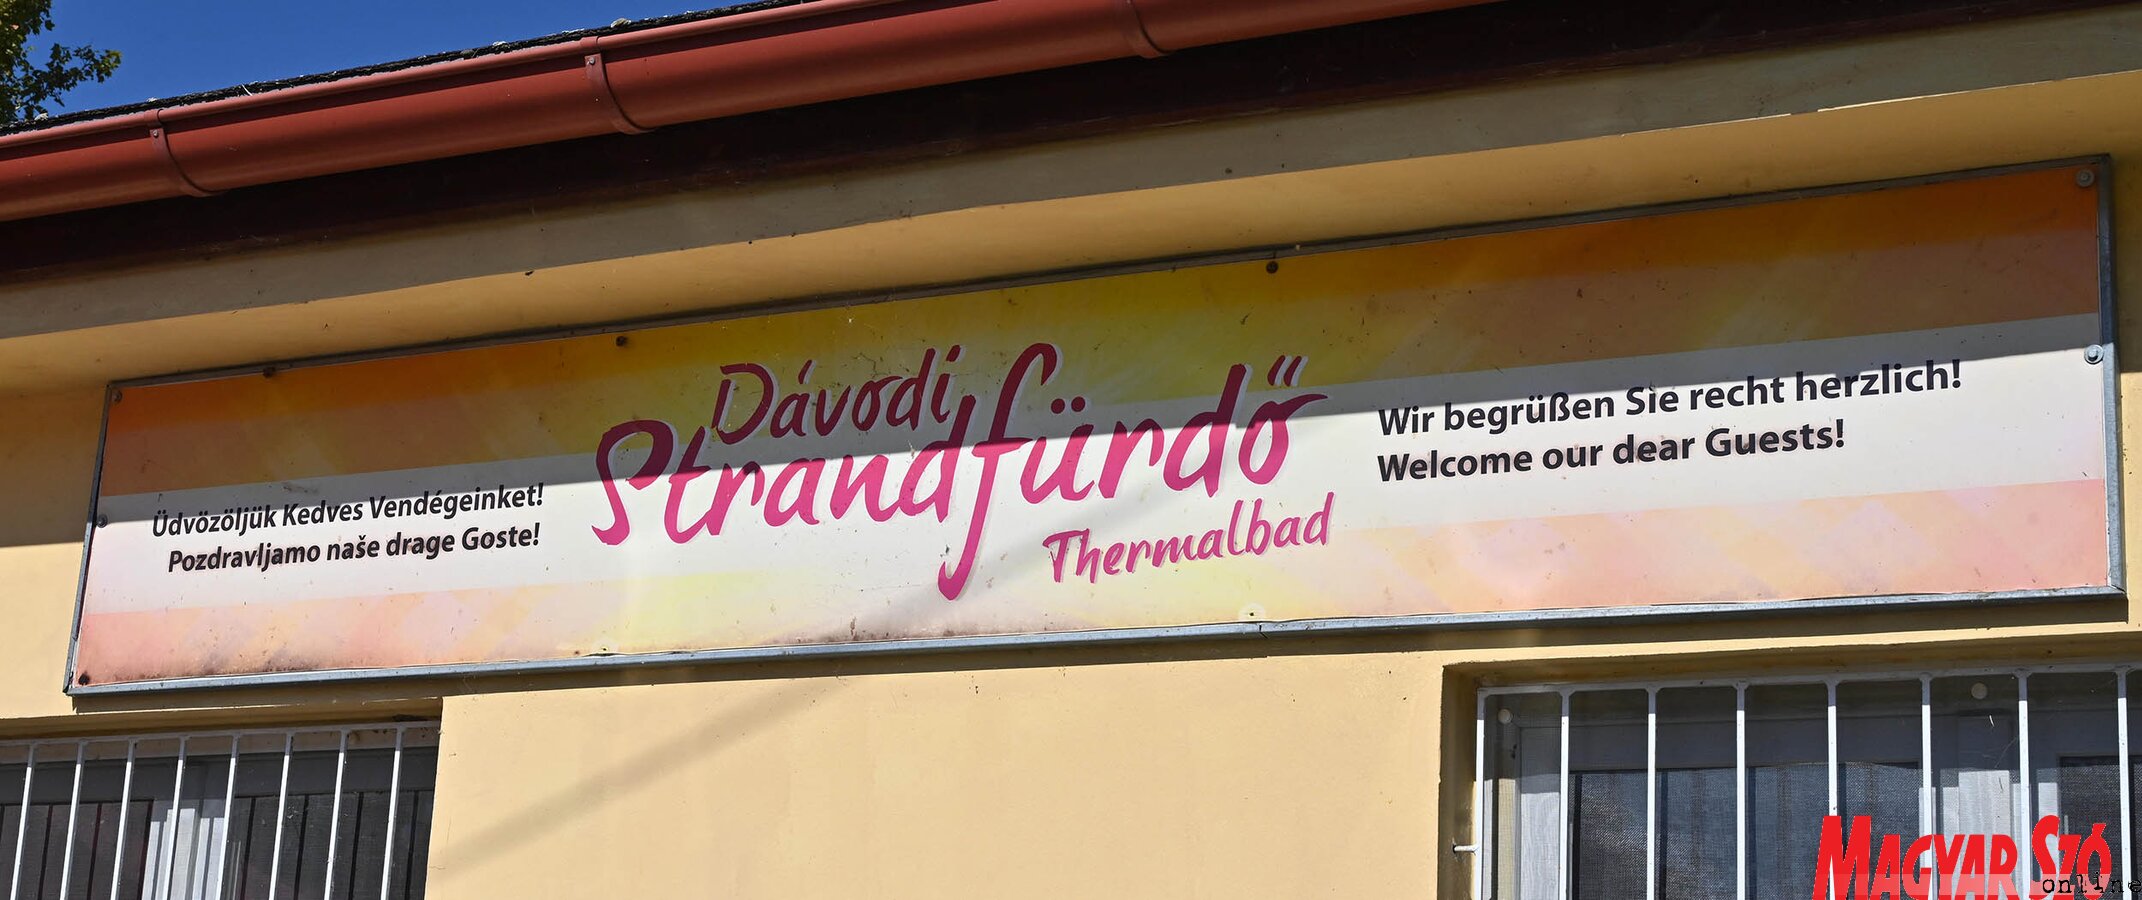 Üdvözöljük Kedves Vendégeinket!
Pozdravljamo naše drage Goste!
Dávodi
Strandfürdő
Thermalbad
Wir begrüßen Sie recht herzlich!
Welcome our dear Guests!
MAGYAR SZÓ
online